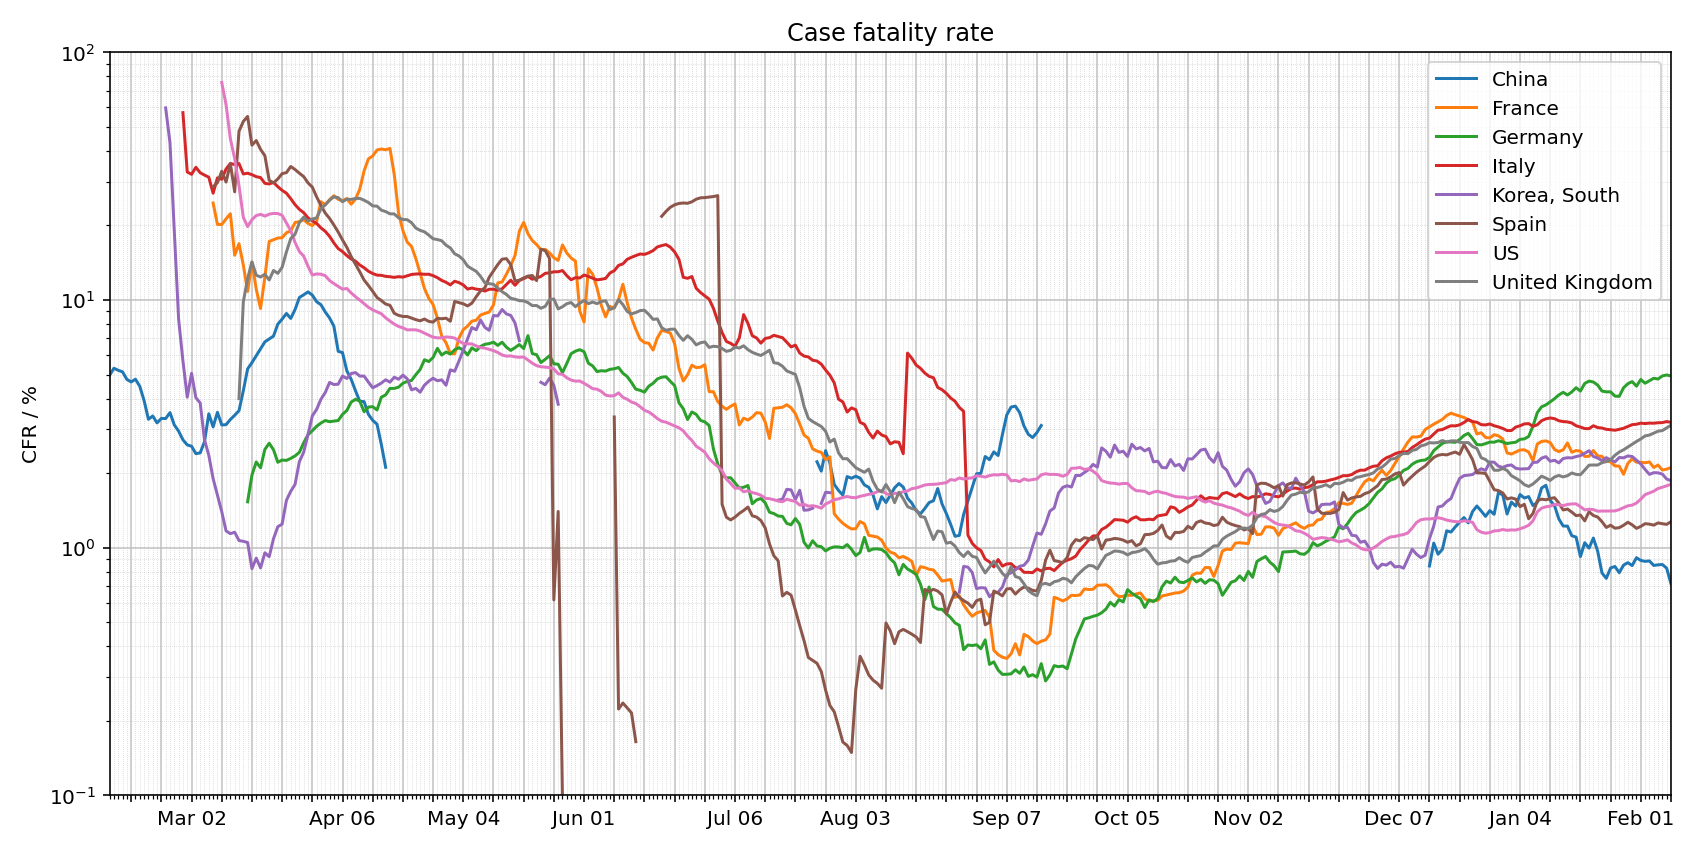 Case fatality rate
CFR / %
10²
10¹
10⁰
10⁻¹
China
France
Germany
Italy
Korea, South
Spain
US
United Kingdom
Mar 02 Apr 06 May 04 Jun 01 Jul 06 Aug 03 Sep 07 Oct 05 Nov 02 Dec 07 Jan 04 Feb 01